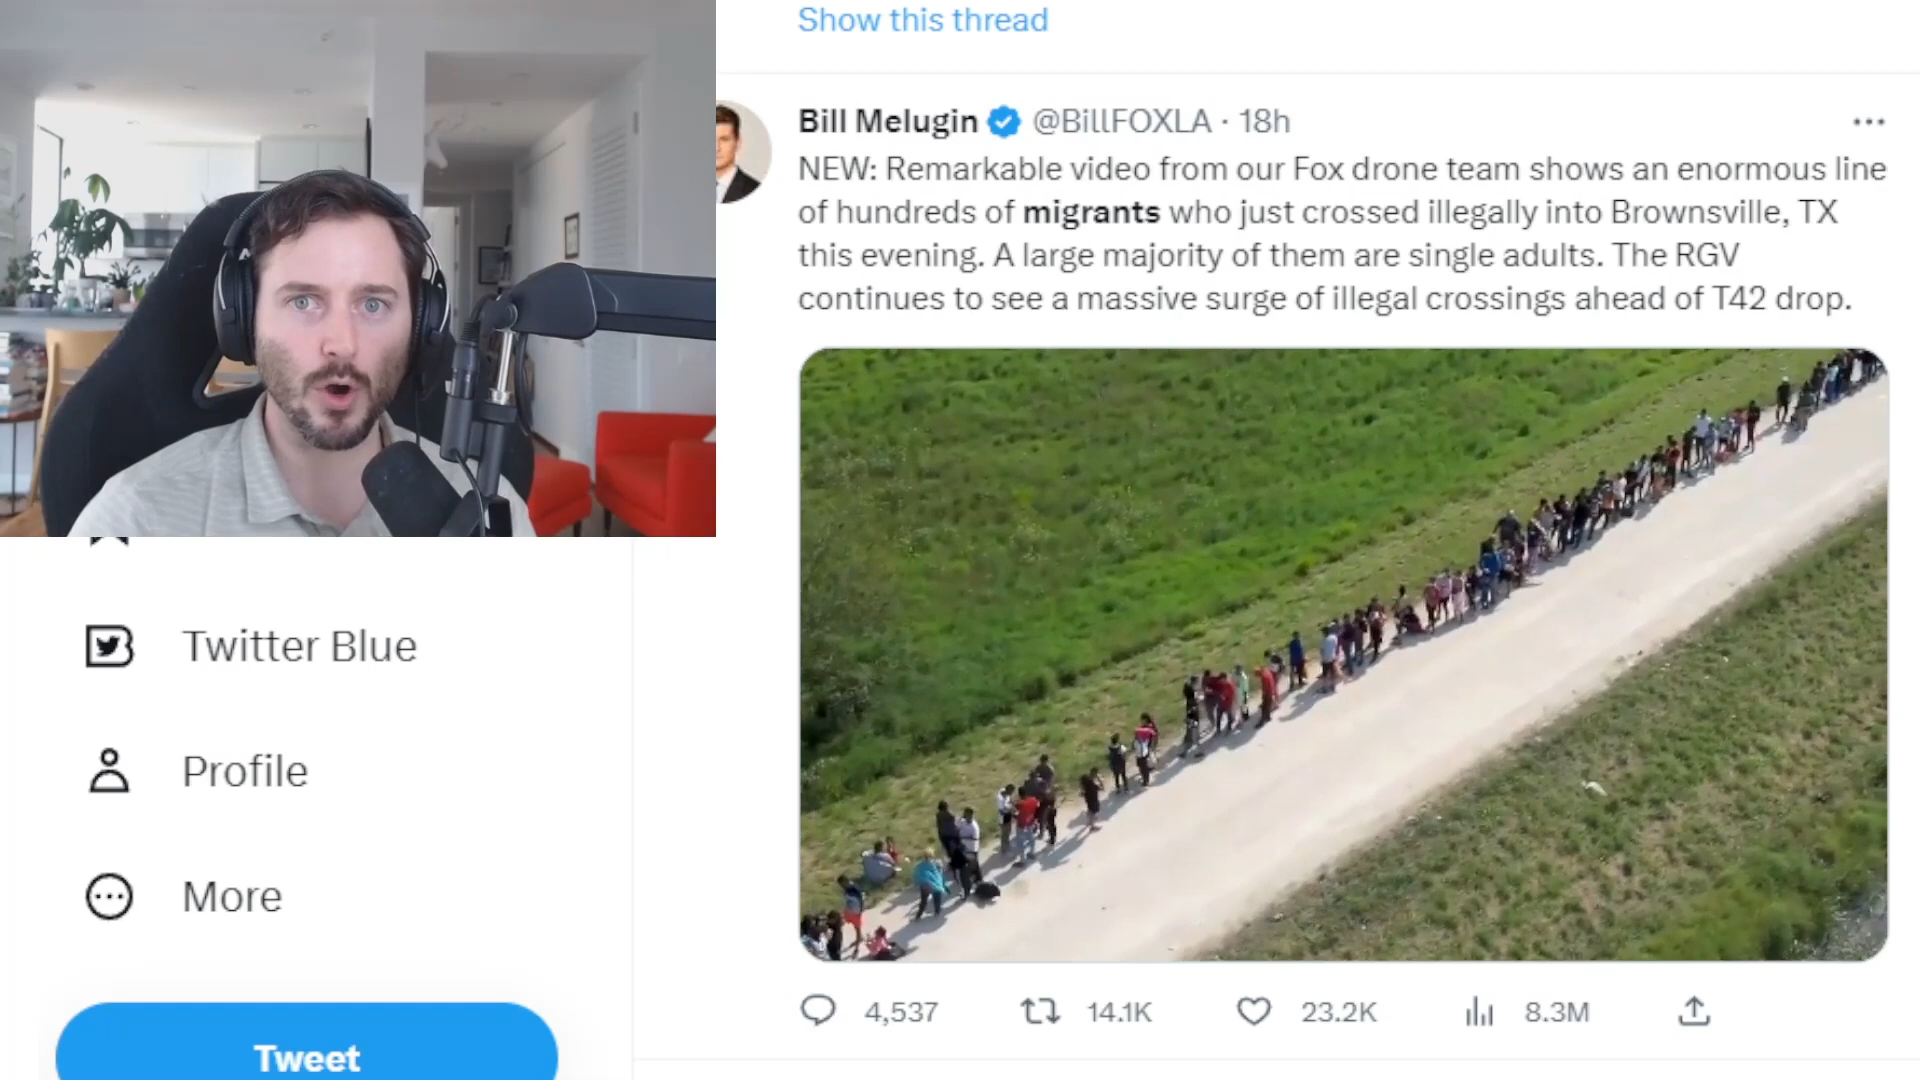 Show this thread
Bill Melugin @BillFOXLA · 18h
NEW: Remarkable video from our Fox drone team shows an enormous line
of hundreds of migrants who just crossed illegally into Brownsville, TX
this evening. A large majority of them are single adults. The RGV
continues to see a massive surge of illegal crossings ahead of T42 drop.
4,537 14.1K 23.2K 8.3M
Twitter Blue
Profile
More
Tweet